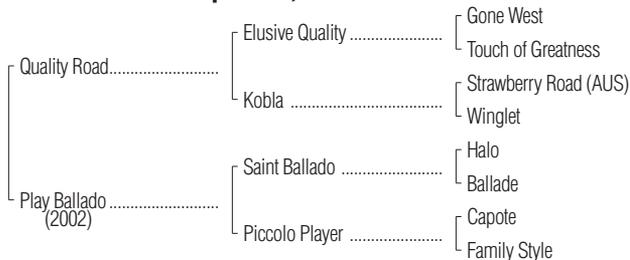 Gone West
Elusive Quality ..................
Touch of Greatness
Quality Road.....................
Strawberry Road (AUS)
Kobla .............................
Winglet
Halo
Saint Ballado ...................
Ballade
Play Ballado .....................
(2002)
Capote
Piccolo Player ..................
Family Style